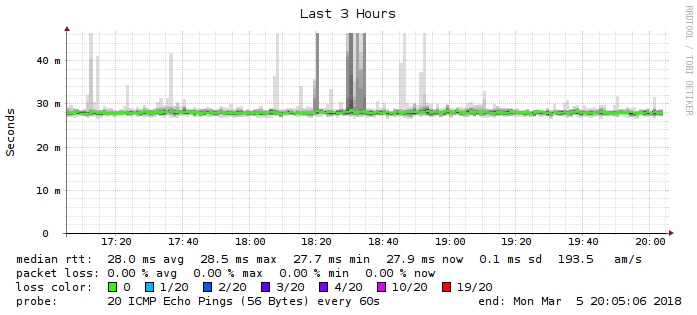 Last 3 Hours
RRDTOOL / TOBI OETIKER
Seconds
40 m
30 m
20 m
10 m
0
17:20 17:40 18:00 18:20 18:40 19:00 19:20 19:40 20:00
median rtt: 28.0 ms avg 28.5 ms max 27.7 ms min 27.9 ms now 0.1 ms sd 193.5 am/s
packet loss: 0.00 % avg 0.00 % max 0.00 % min 0.00 % now
loss color: 0 1/20 2/20 3/20 4/20 10/20 19/20
probe: 20 ICMP Echo Pings (56 Bytes) every 60s end: Mon Mar 5 20:05:06 2018